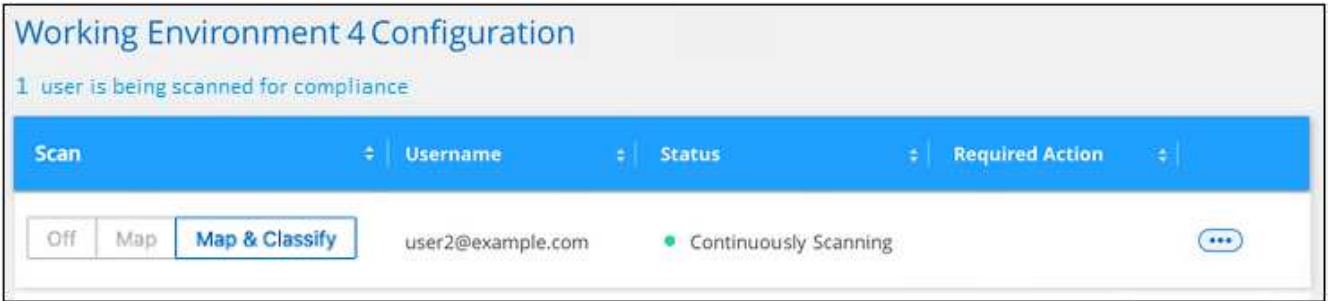 Working Environment 4 Configuration
1 user is being scanned for compliance
Scan Username Status Required Action
Off Map Map & Classify user2@example.com Continuously Scanning